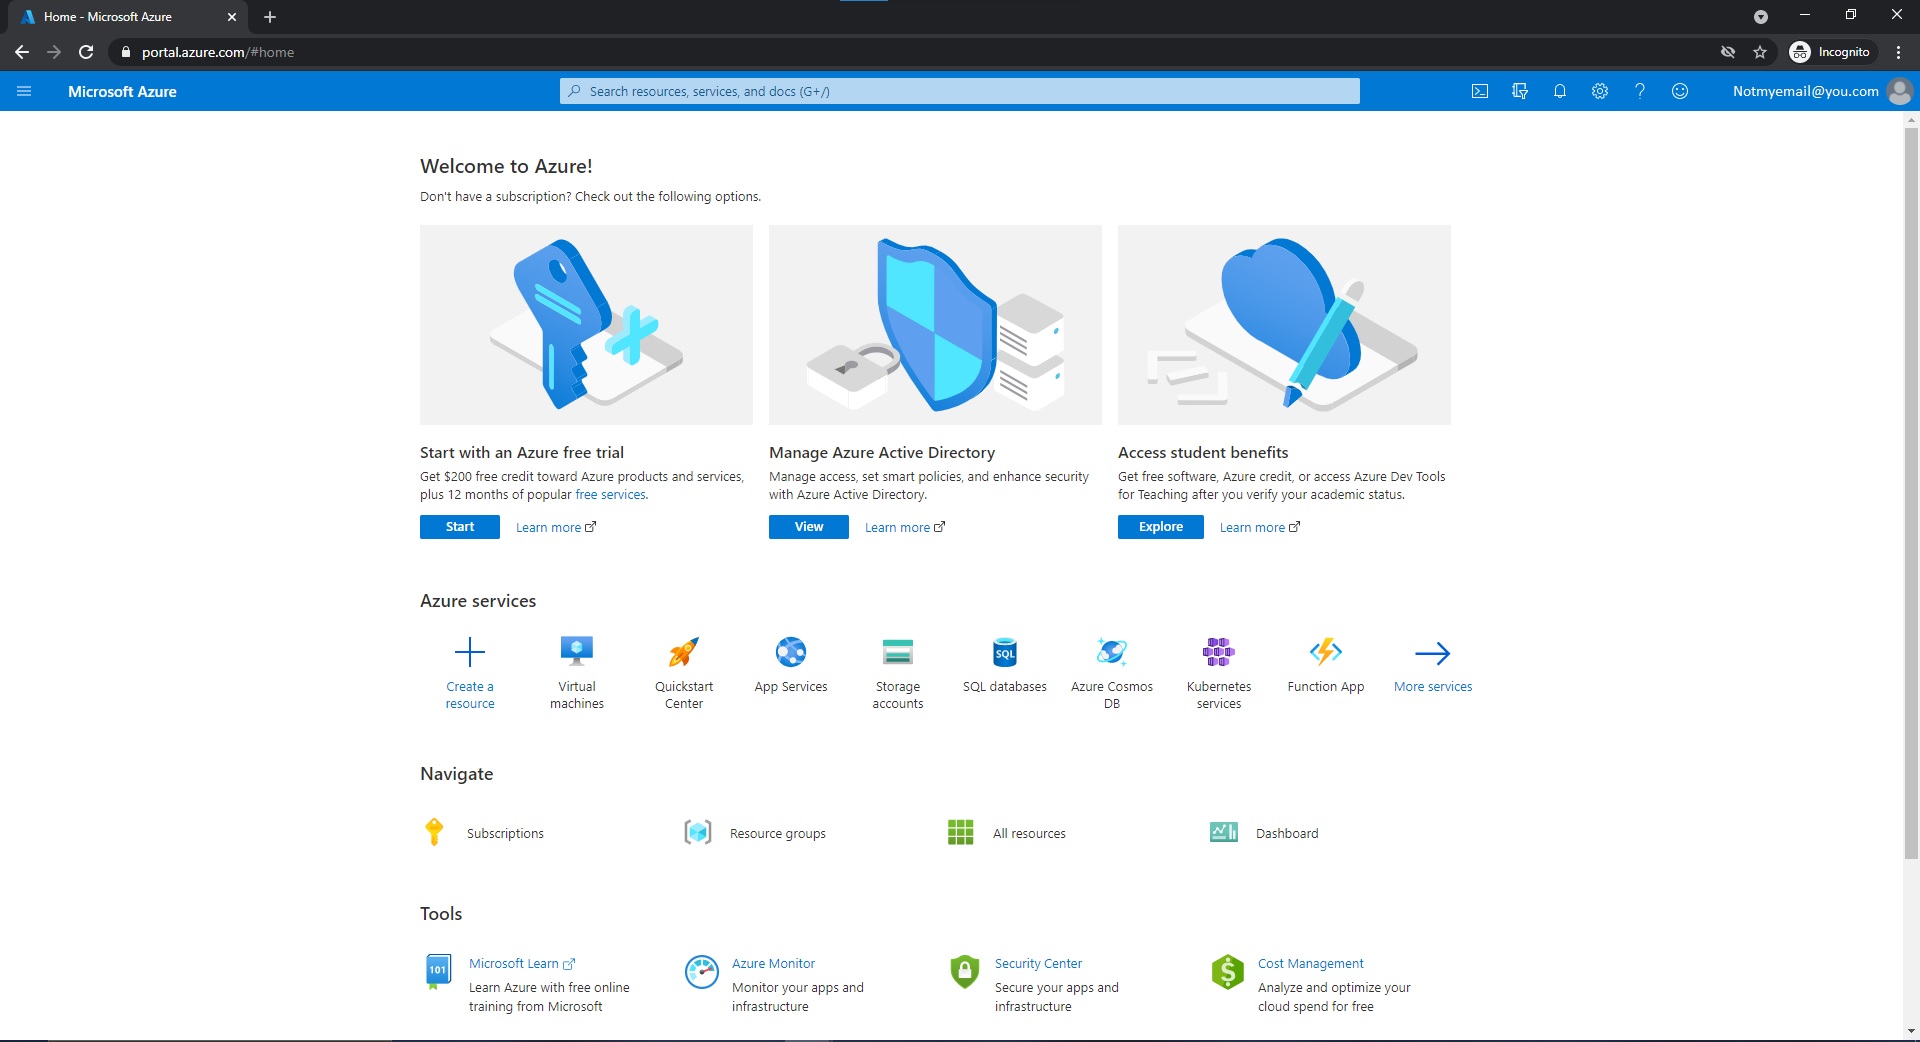 Home - Microsoft Azure
portal.azure.com/#home
Incognito
Microsoft Azure
Search resources, services, and docs (G+/)
Notmyemail@you.com
Welcome to Azure!
Don't have a subscription? Check out the following options.
Start with an Azure free trial
Get $200 free credit toward Azure products and services,
plus 12 months of popular free services.
Start
Learn more
Manage Azure Active Directory
Manage access, set smart policies, and enhance security
with Azure Active Directory.
View
Learn more
Access student benefits
Get free software, Azure credit, or access Azure Dev Tools
for Teaching after you verify your academic status.
Explore
Learn more
Azure services
Create a
resource
Virtual
machines
Quickstart
Center
App Services
Storage
accounts
SQL
SQL databases
Azure Cosmos
DB
Kubernetes
services
Function App
More services
Navigate
Subscriptions
Resource groups
All resources
Dashboard
Tools
101
Microsoft Learn
Learn Azure with free online
training from Microsoft
Azure Monitor
Monitor your apps and
infrastructure
Security Center
Secure your apps and
infrastructure
$
Cost Management
Analyze and optimize your
cloud spend for free